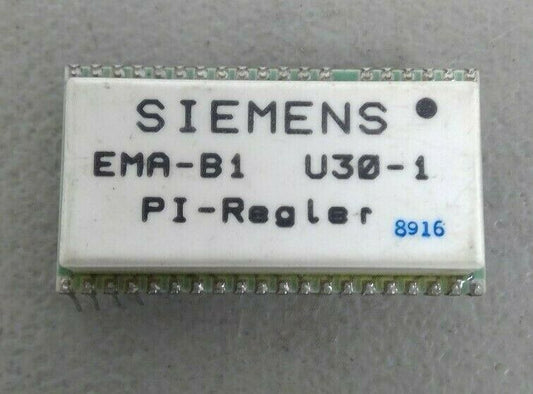 SIEMENS
EMA-B1 U30-1
PI-Regler
8916